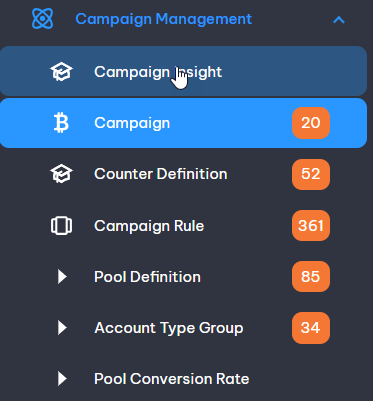 Campaign Management
Campaign Insight
Campaign 20
Counter Definition 52
Campaign Rule 361
Pool Definition 85
Account Type Group 34
Pool Conversion Rate